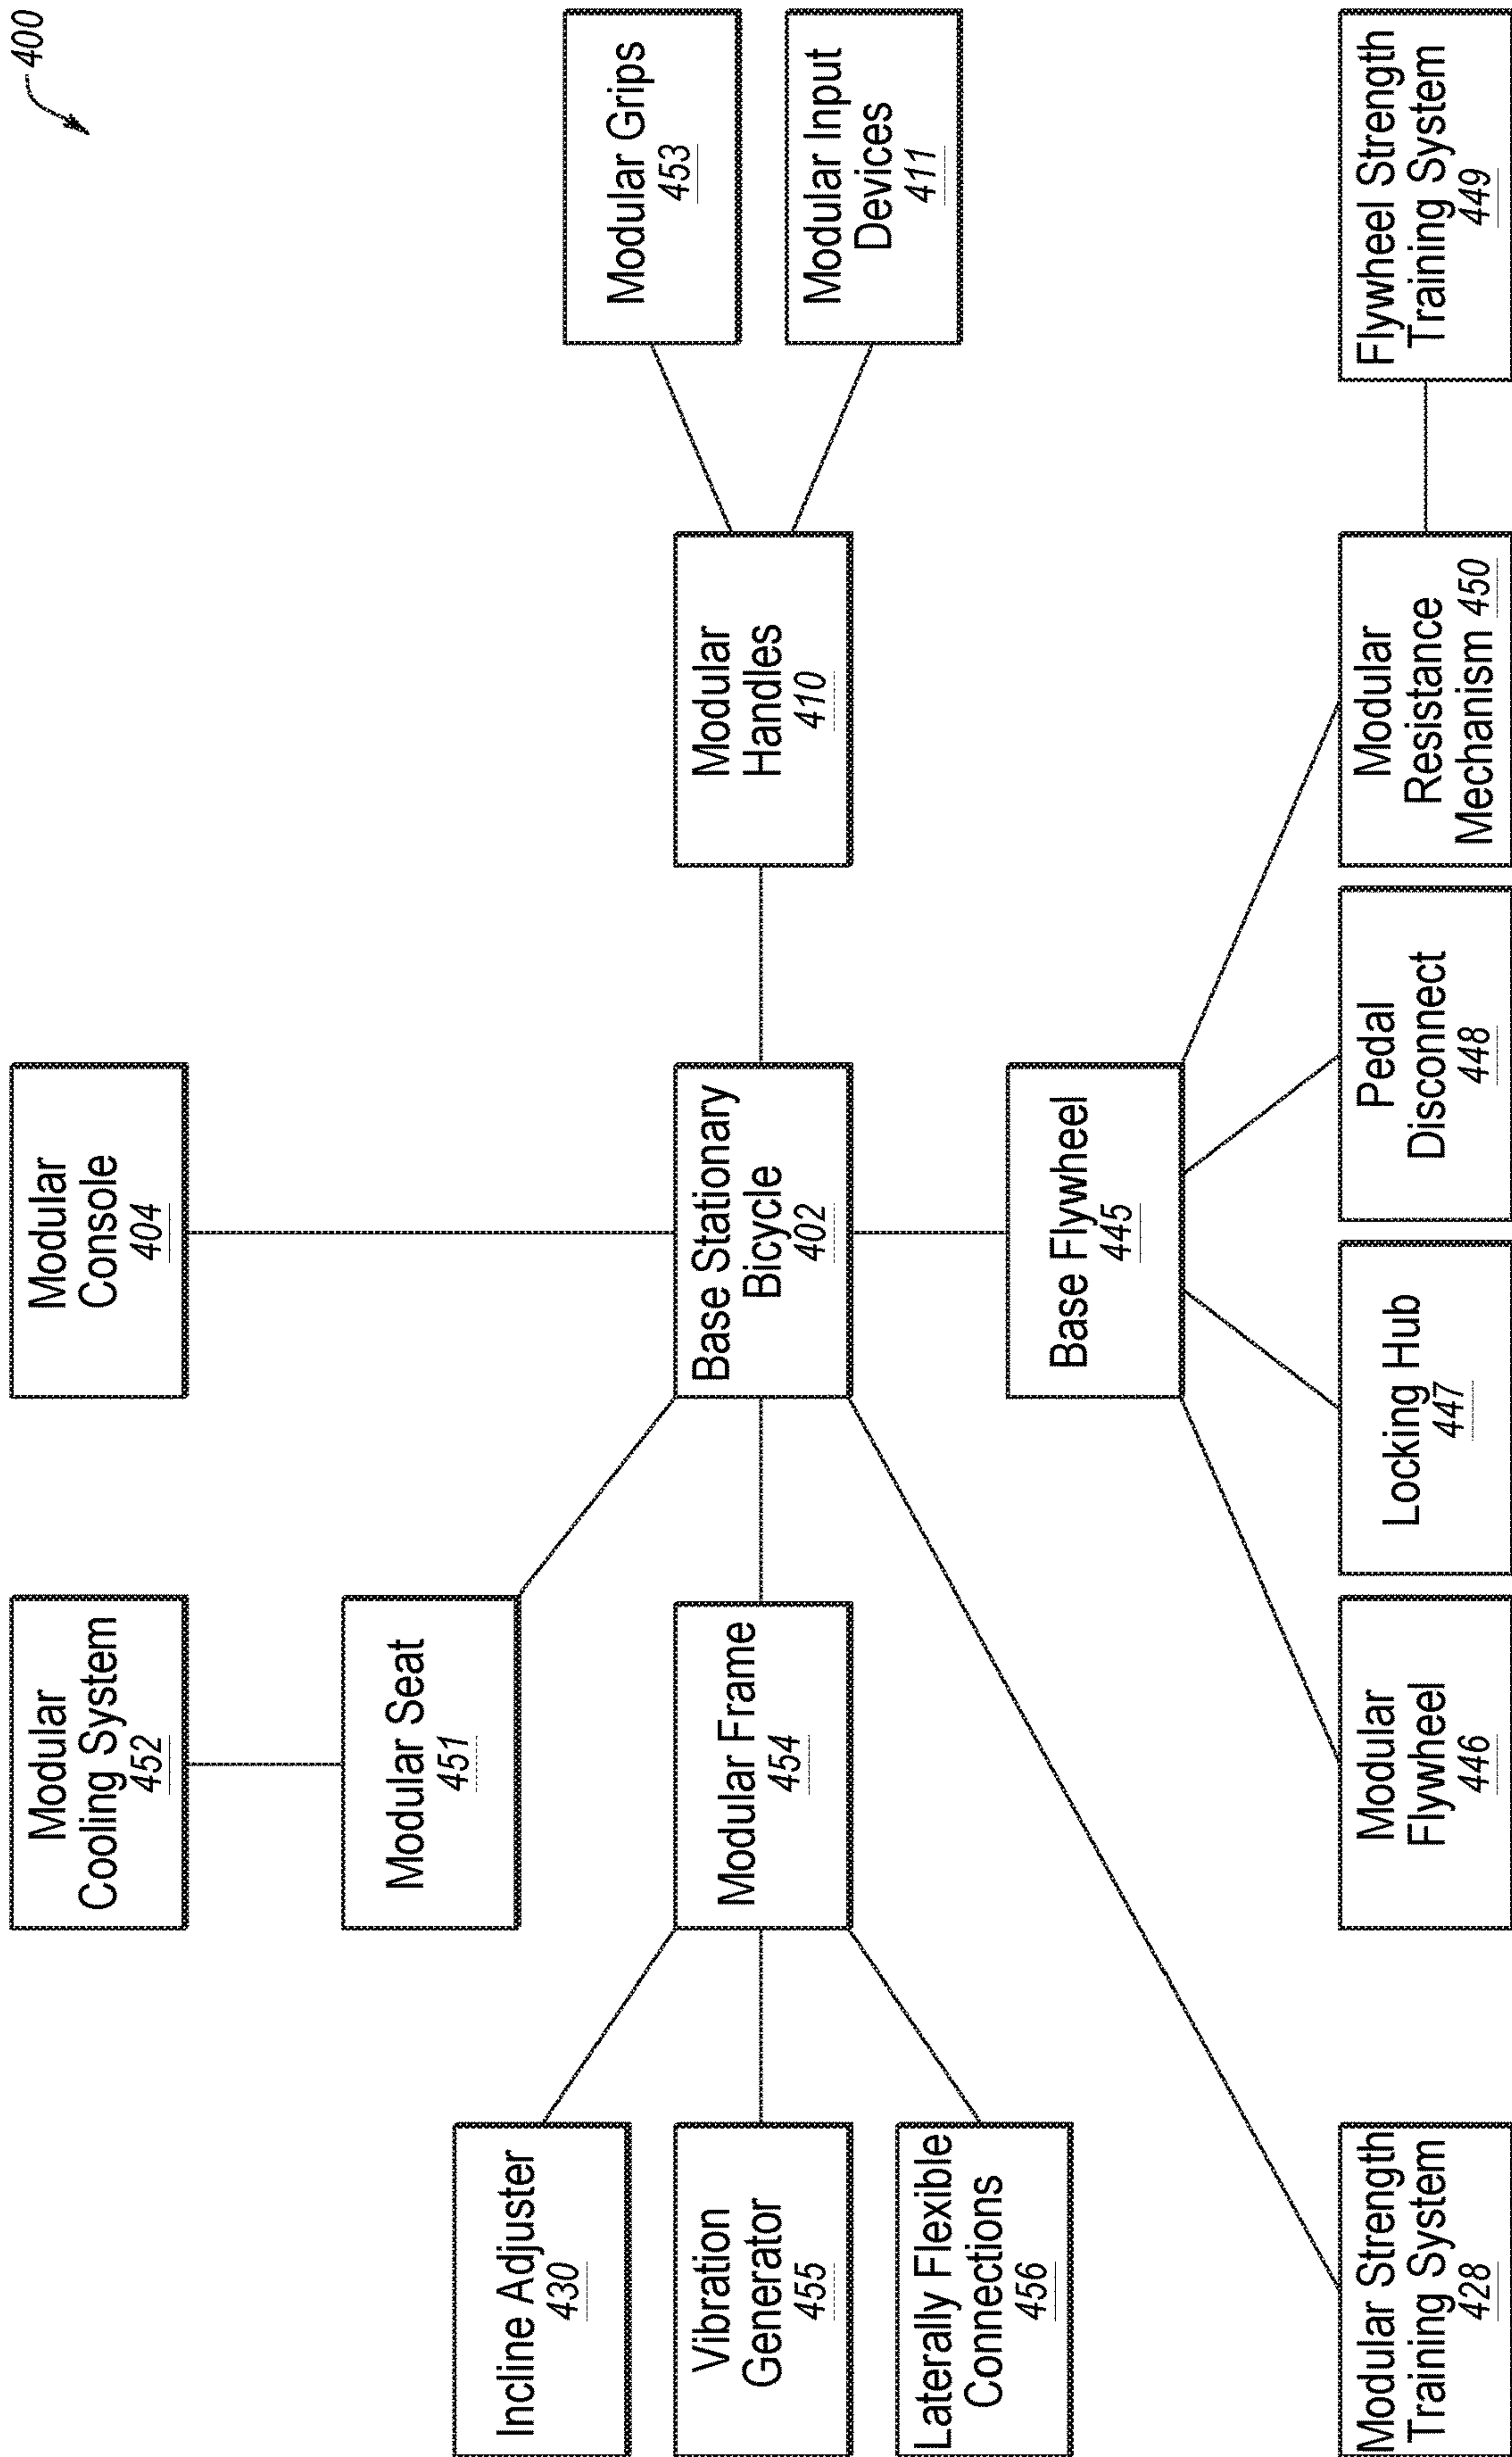 400
Modular
Cooling System
452
Modular
Console
404
Modular Seat
451
Incline Adjuster
430
Modular Grips
453
Vibration
Generator
455
Modular Frame
454
Base Stationary
Bicycle
402
Modular
Handles
410
Modular Input
Devices
411
Laterally Flexible
Connections
456
Base Flywheel
445
Modular Strength
Training System
428
Modular
Flywheel
446
Locking Hub
447
Pedal
Disconnect
448
Modular
Resistance
Mechanism 450
Flywheel Strength
Training System
449